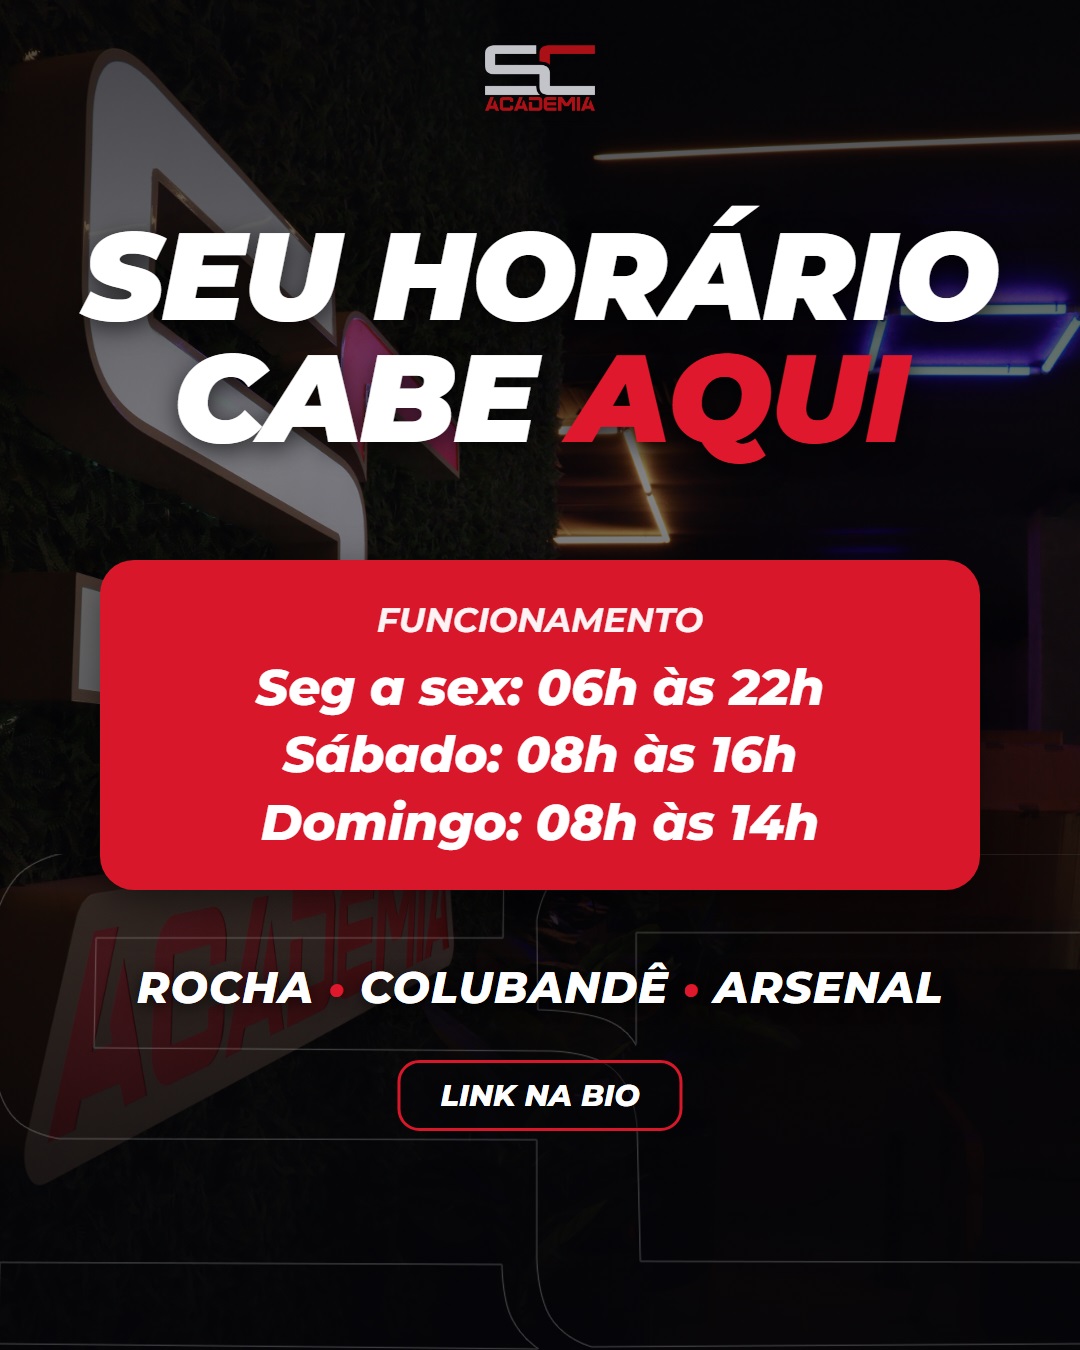 SC
ACADEMIA
SEU HORÁRIO
CABE AQUI
FUNCIONAMENTO
Seg a sex: 06h às 22h
Sábado: 08h às 16h
Domingo: 08h às 14h
ACADEMIA
ROCHA • COLUBANDÊ • ARSENAL
LINK NA BIO